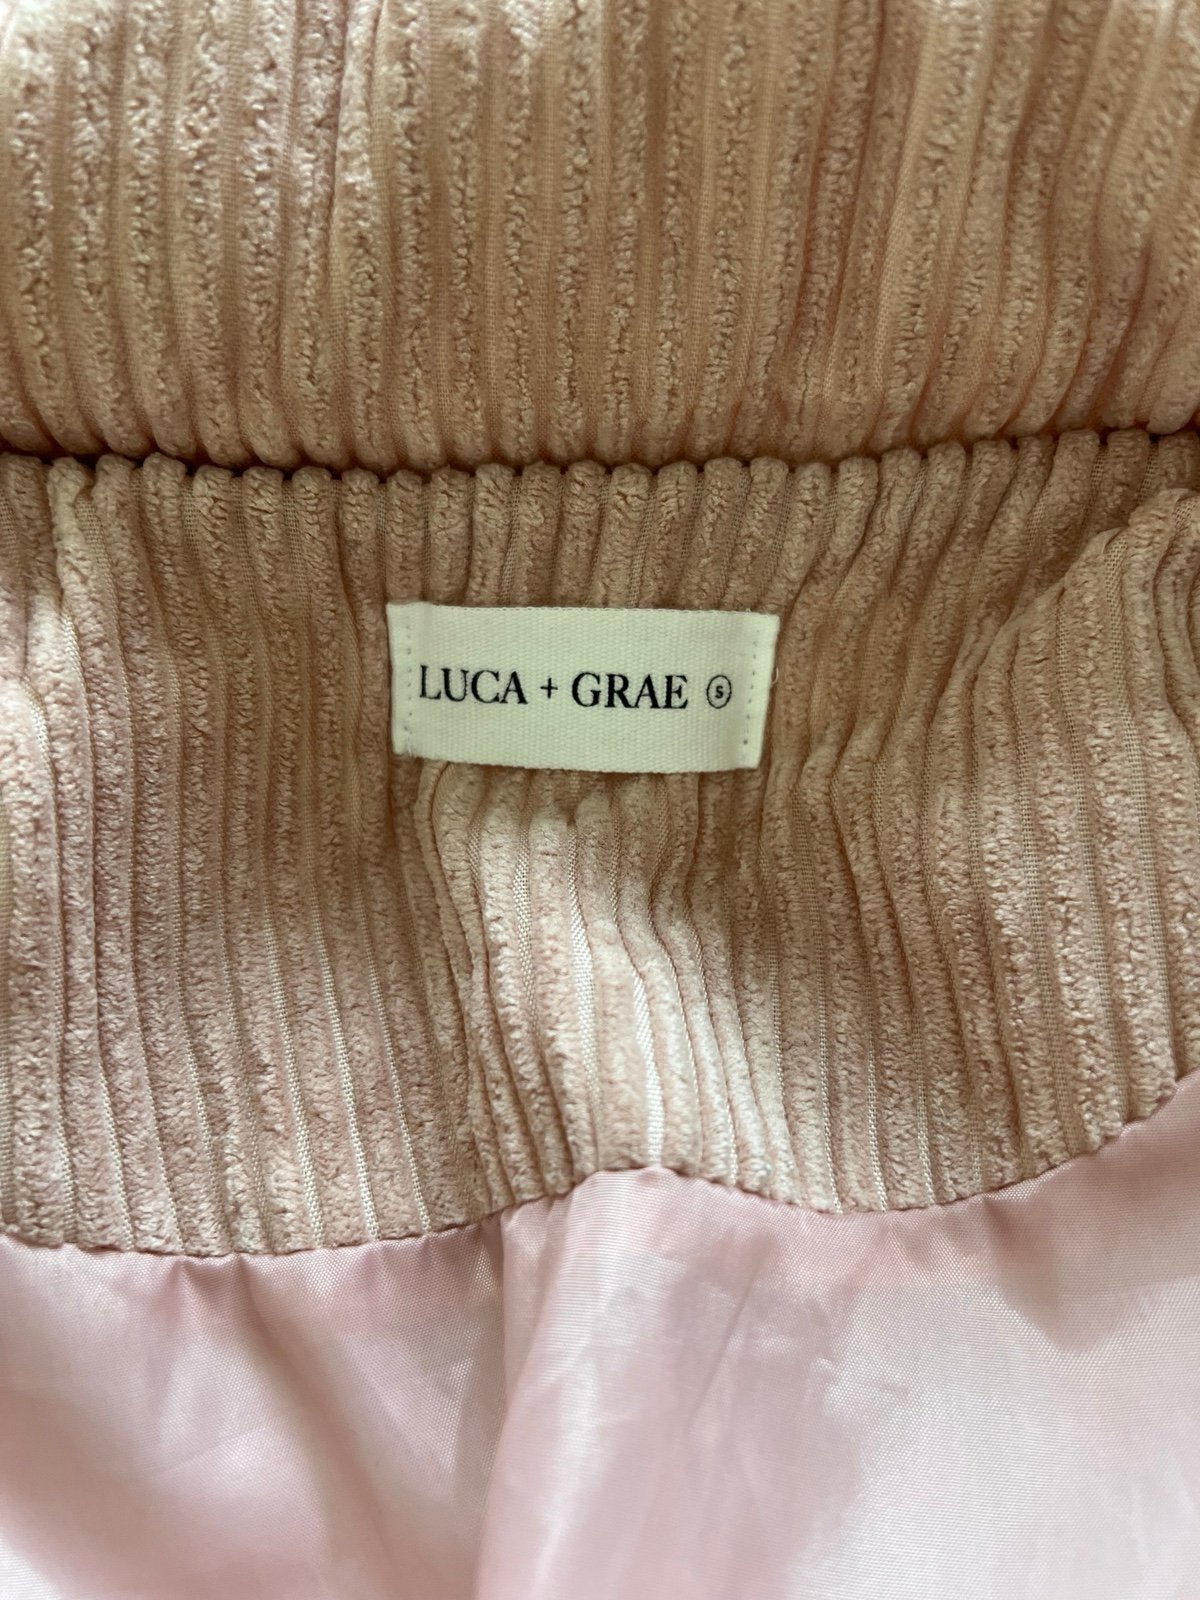 LUCA + GRAE Ⓢ